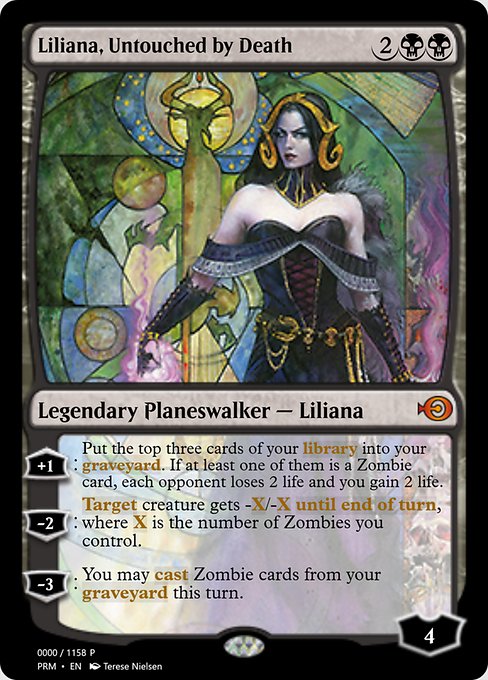 Liliana, Untouched by Death 2
Legendary Planeswalker — Liliana
+1: Put the top three cards of your library into your
graveyard. If at least one of them is a Zombie
card, each opponent loses 2 life and you gain 2 life.
Target creature gets -X/-X until end of turn,
-2: where X is the number of Zombies you
control.
-3: You may cast Zombie cards from your
graveyard this turn.
4
0000 / 1158 P
PRM • EN Terese Nielsen